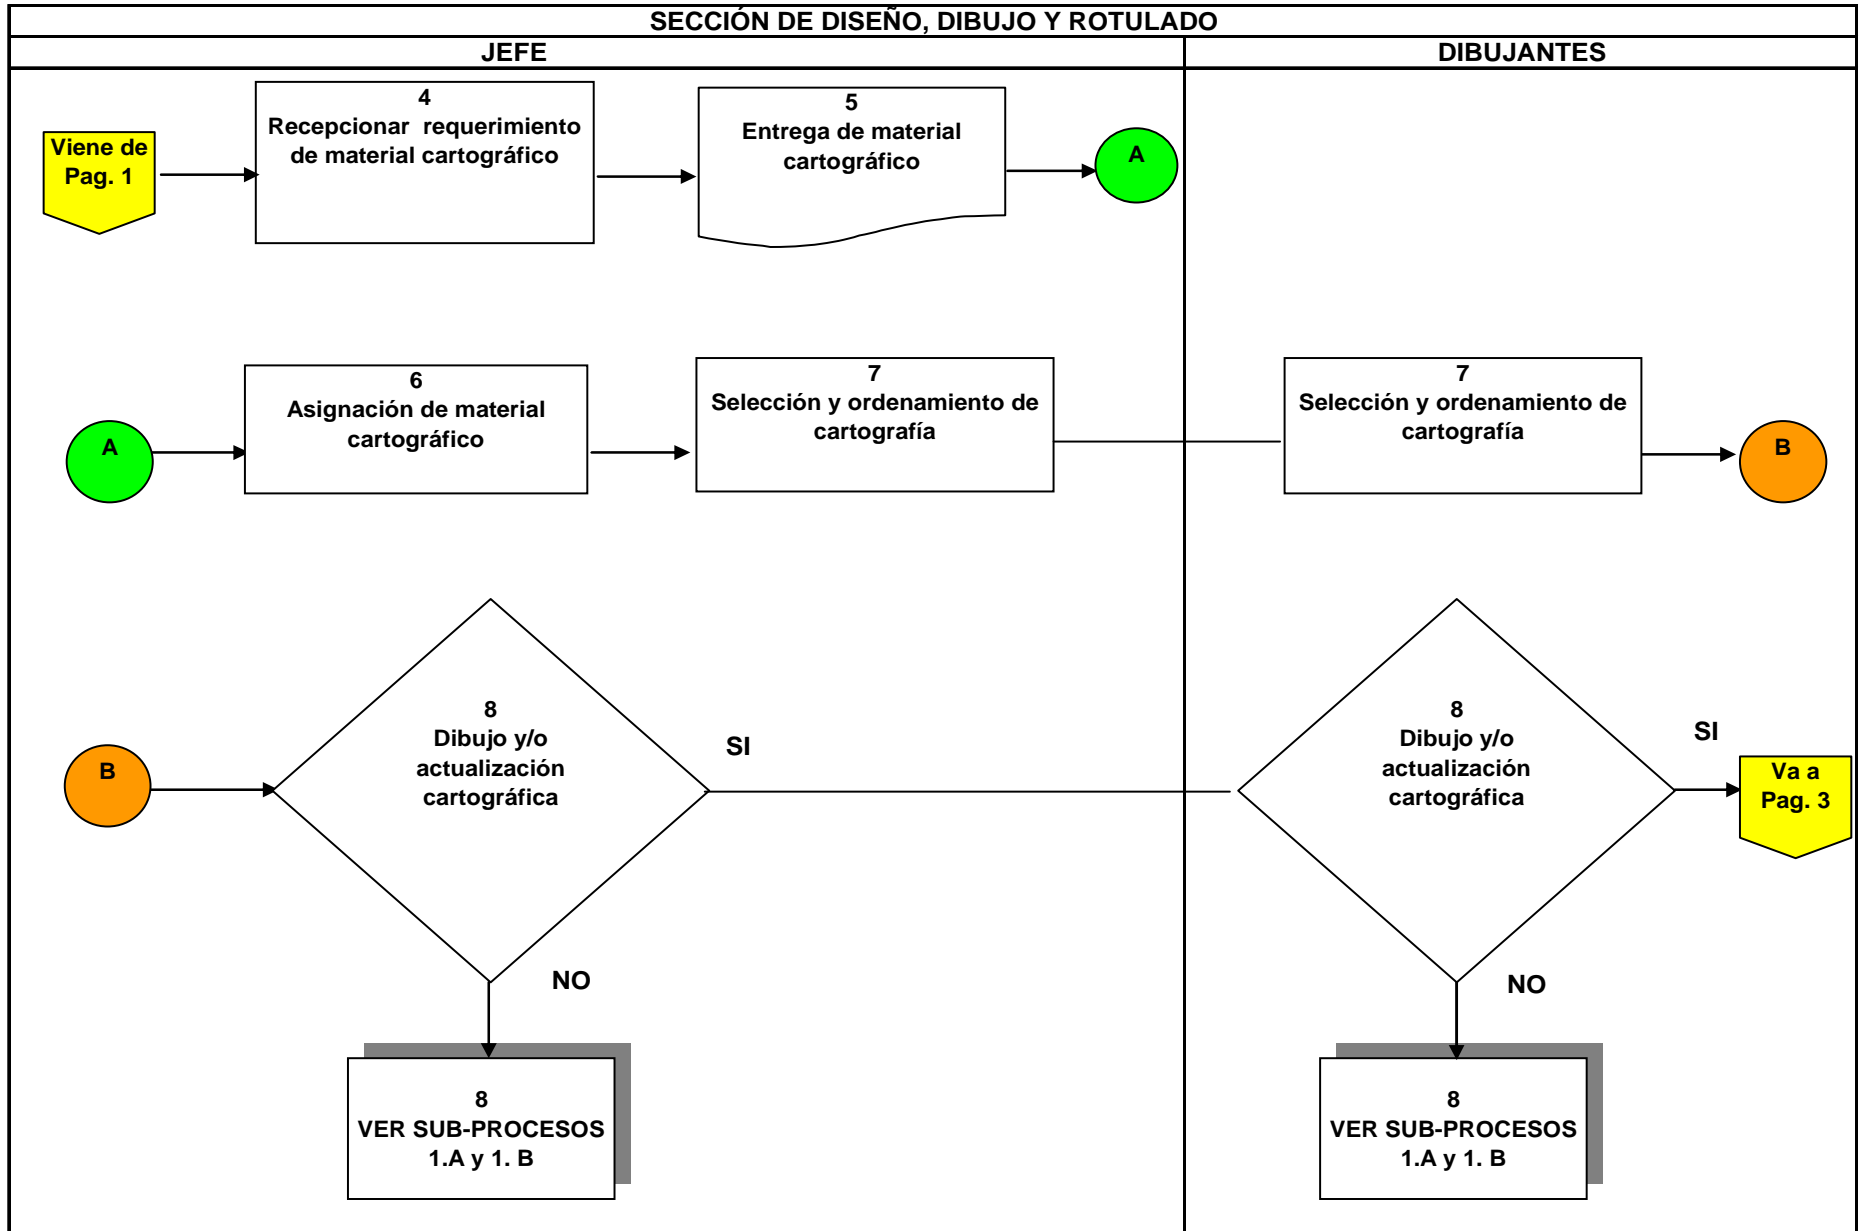 SECCIÓN DE DISEÑO, DIBUJO Y ROTULADO
JEFE
DIBUJANTES
Viene de
Pag. 1
4
Recepcionar requerimiento
de material cartográfico
5
Entrega de material
cartográfico
A
A
6
Asignación de material
cartográfico
7
Selección y ordenamiento de
cartografía
7
Selección y ordenamiento de
cartografía
B
B
8
Dibujo y/o
actualización
cartográfica
SI
NO
8
VER SUB-PROCESOS
1.A y 1. B
8
Dibujo y/o
actualización
cartográfica
SI
Va a
Pag. 3
NO
8
VER SUB-PROCESOS
1.A y 1. B